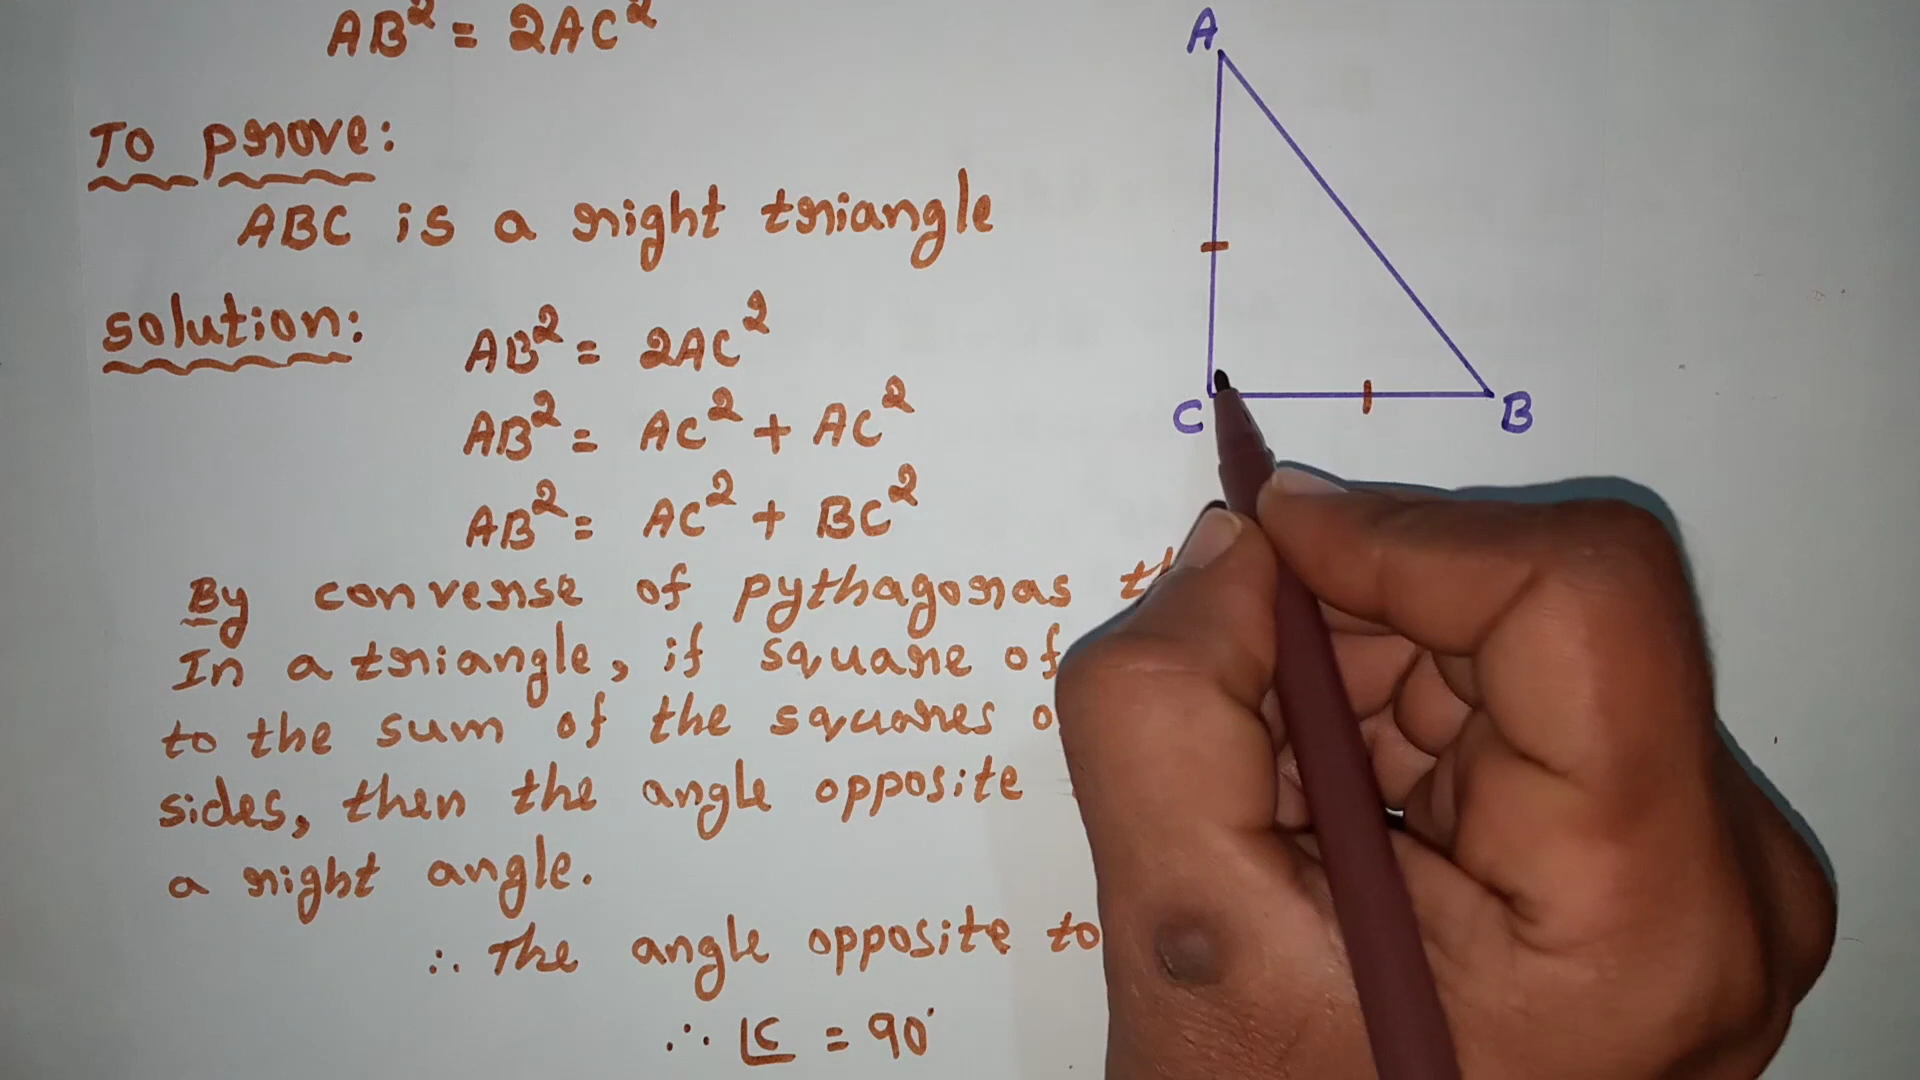 AB² = 2AC²
To prove:
ABC is a right triangle
solution:
AB² = 2AC²
AB² = AC² + AC²
AB² = AC² + BC²
By converse of pythagoras
In a triangle, if square of
to the sum of the squares
sides, then the angle opposite
a right angle.
∴ The angle opposite to
∴ ∠C = 90°
A
C
B